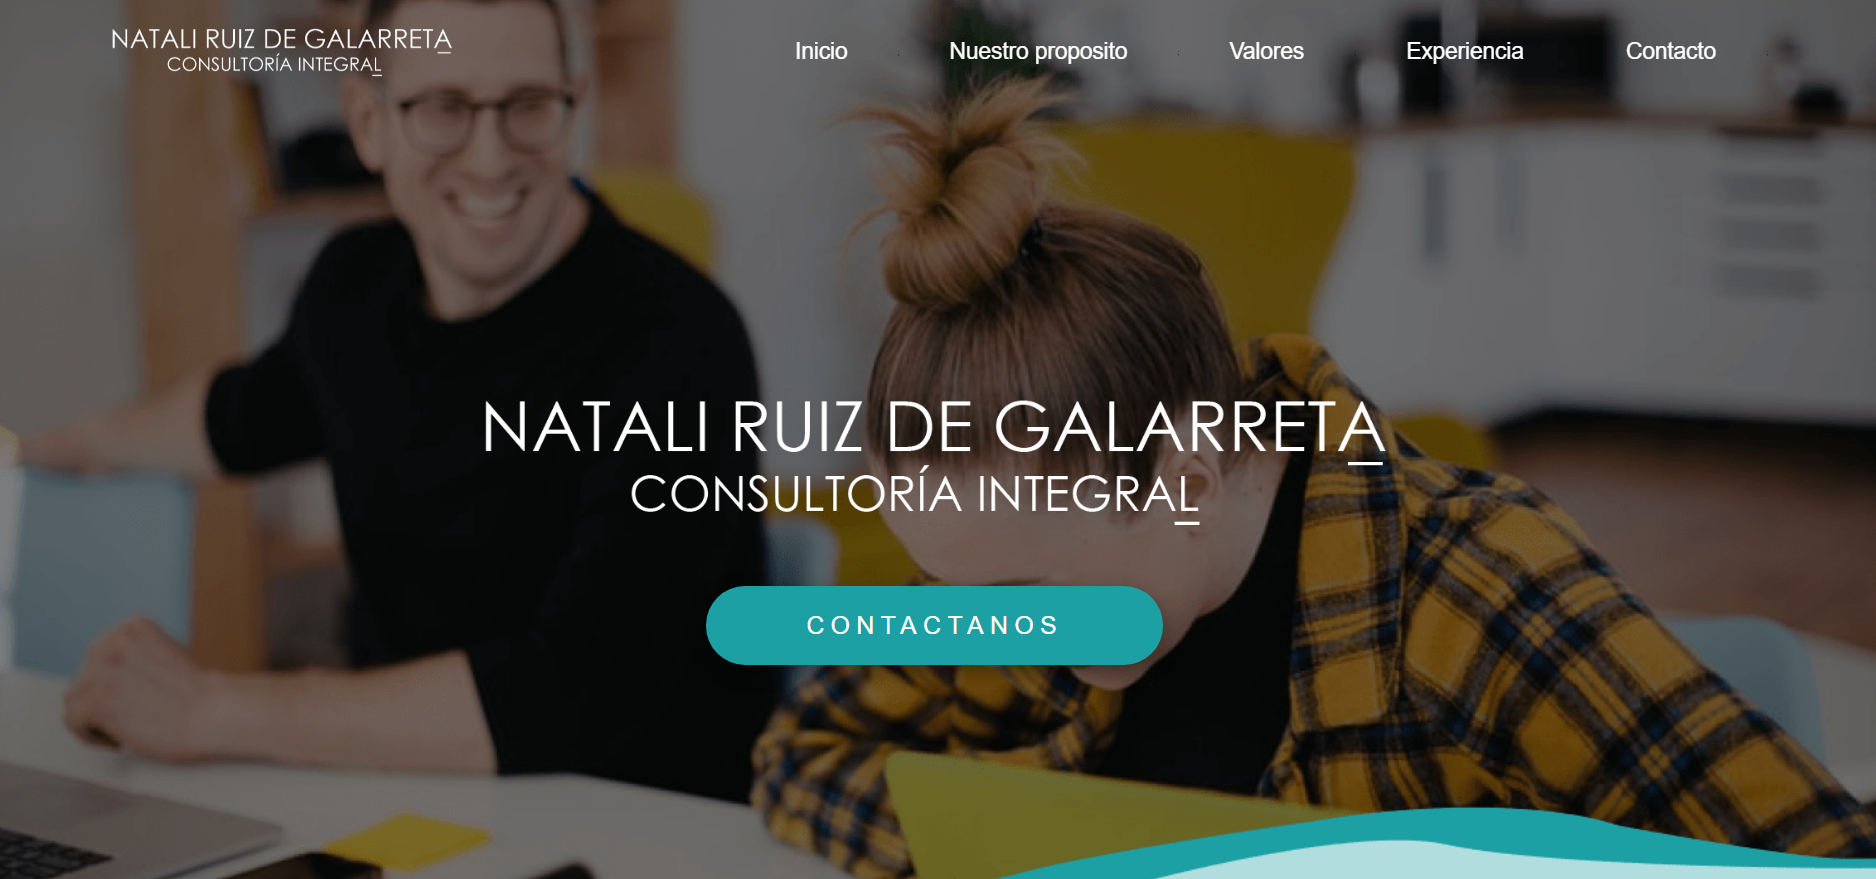 NATALI RUIZ DE GALARRETA
CONSULTORÍA INTEGRAL
Inicio
Nuestro proposito
Valores
Experiencia
Contacto
NATALI RUIZ DE GALARRETA
CONSULTORÍA INTEGRAL
CONTACTANOS